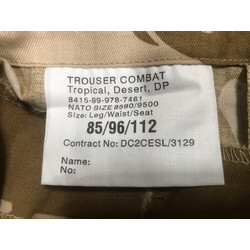 TROUSER COMBAT
Tropical, Desert, DP
8415-99-978-7461
NATO SIZE 8590/9500
Size: Leg/Waist/Seat
85/96/112
Contract No: DC2CESL/3129
Name:
No: